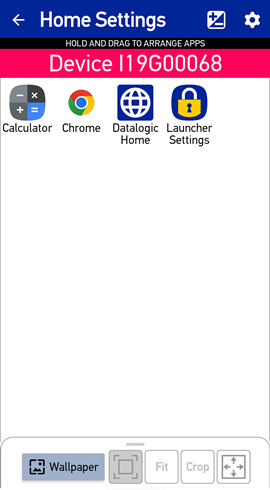 Home Settings
HOLD AND DRAG TO ARRANGE APPS
Device I19G00068
Calculator
Chrome
Datalogic
Home
Launcher
Settings
Wallpaper
Fit
Crop